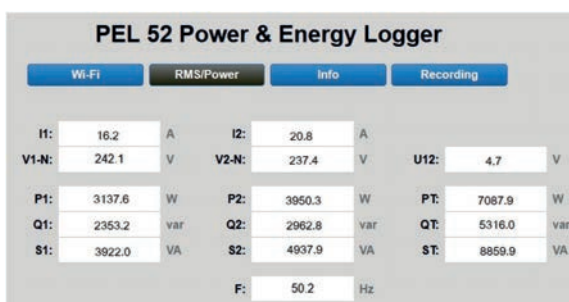 PEL 52 Power & Energy Logger
Wi-Fi RMS/Power Info Recording
I1: 16.2 A I2: 20.8 A
V1-N: 242.1 V V2-N: 237.4 V U12: 4.7 V
P1: 3137.6 W P2: 3950.3 W PT: 7087.9 W
Q1: 2353.2 var Q2: 2962.8 var QT: 5316.0 var
S1: 3922.0 VA S2: 4937.9 VA ST: 8859.9 VA
F: 50.2 Hz